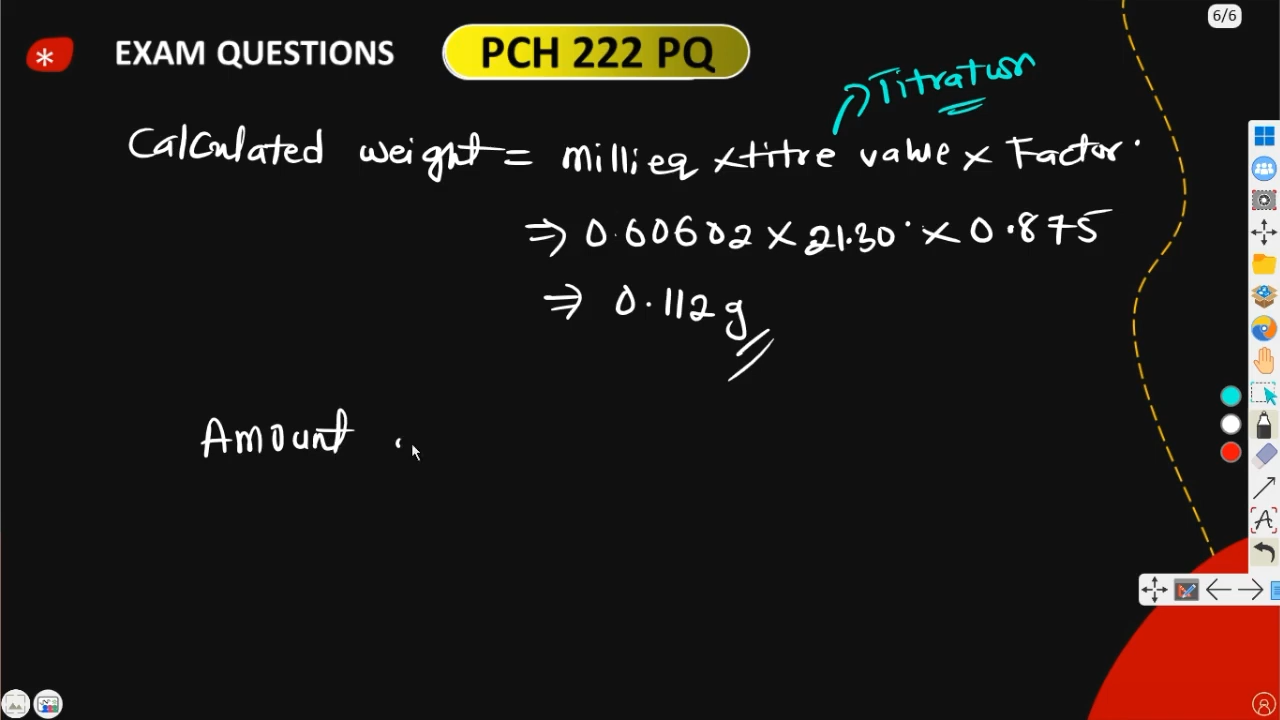 6/6
* EXAM QUESTIONS PCH 222 PQ
Titration
Calculated weight = millieq x titre value x Factor.
⇒ 0.60602 x 21.30 x 0.875
⇒ 0.112 g
Amount